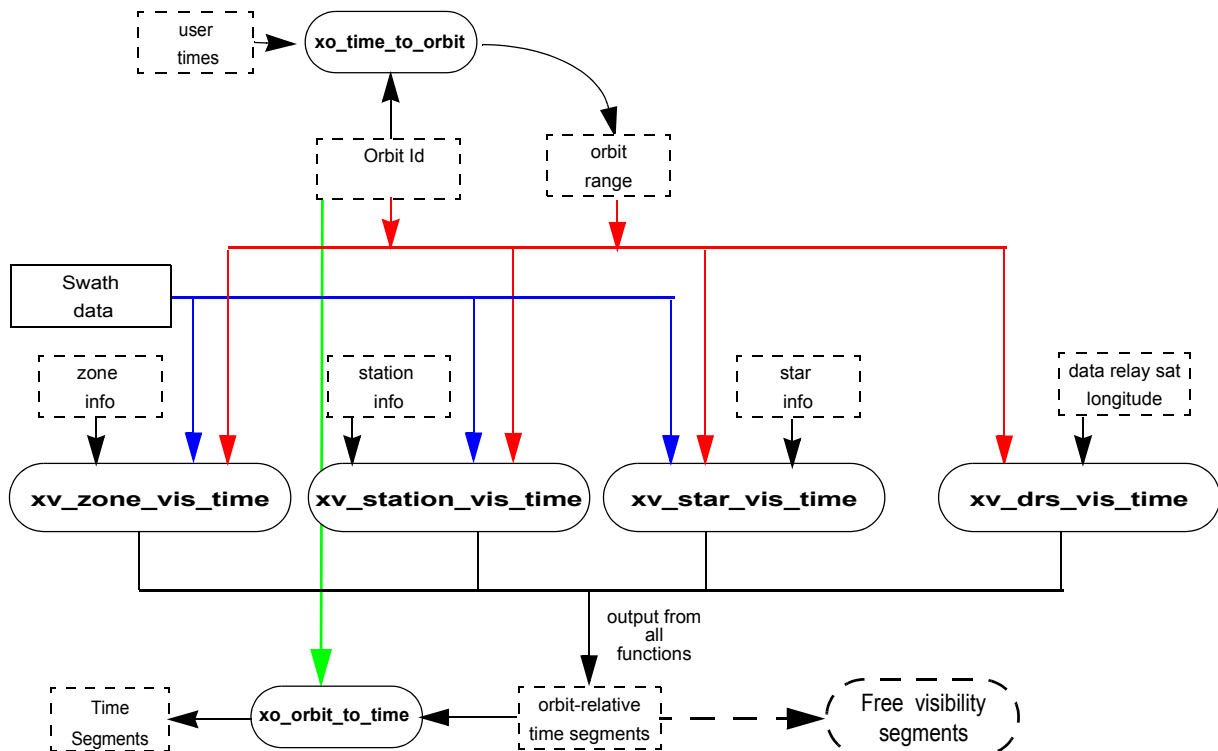 user
times
xo_time_to_orbit
Orbit Id
orbit
range
Swath
data
zone
info
station
info
star
info
data relay sat
longitude
xv_zone_vis_time
xv_station_vis_time
xv_star_vis_time
xv_drs_vis_time
output from
all
functions
Time
Segments
xo_orbit_to_time
orbit-relative
time segments
Free visibility
segments